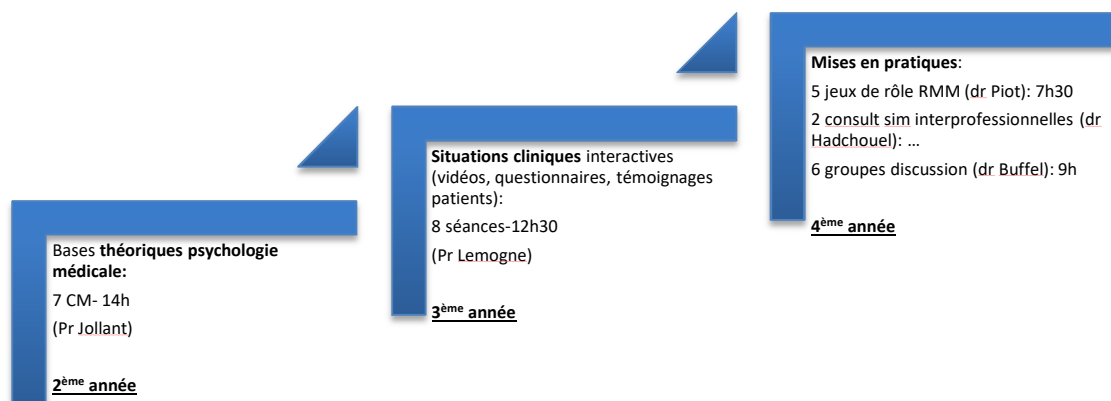 Bases théoriques psychologie
médicale:
7 CM- 14h
(Pr Jollant)
2ème année
Situations cliniques interactives
(vidéos, questionnaires, témoignages
patients):
8 séances-12h30
(Pr Lemogne)
3ème année
Mises en pratiques:
5 jeux de rôle RMM (dr Piot): 7h30
2 consult sim interprofessionnelles (dr
Hadchouel): ...
6 groupes discussion (dr Buffel): 9h
4ème année